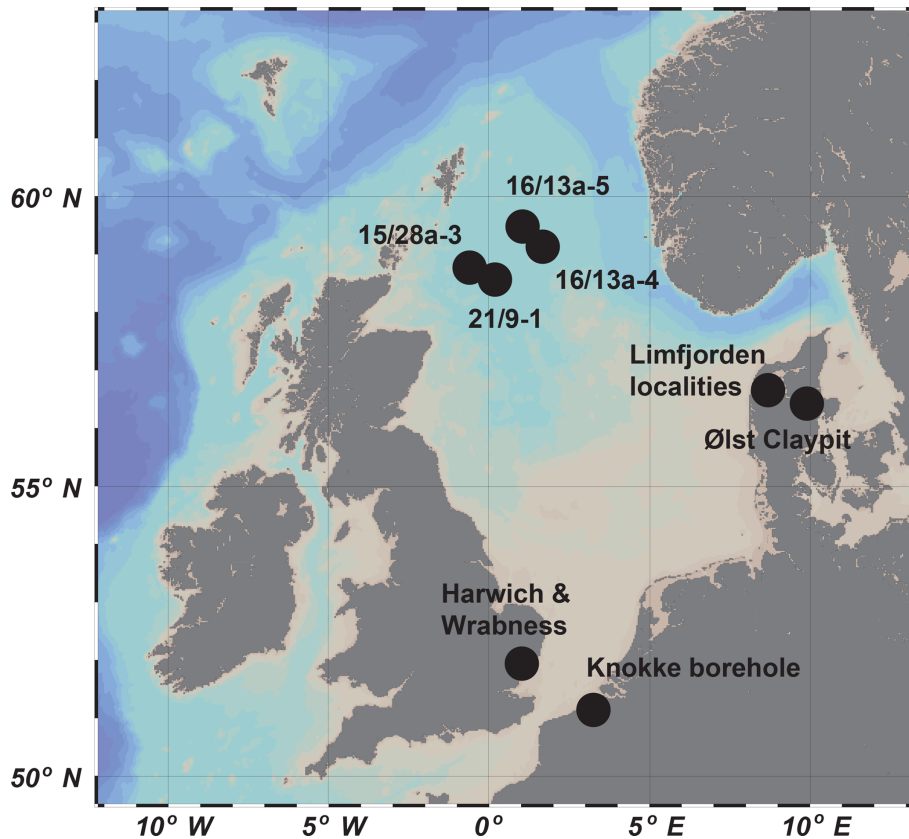 60° N
16/13a-5
15/28a-3
16/13a-4
21/9-1
Limfjorden
localities
Ølst Claypit
55° N
Harwich &
Wrabness
Knokke borehole
50° N
10° W
5° W
0°
5° E
10° E